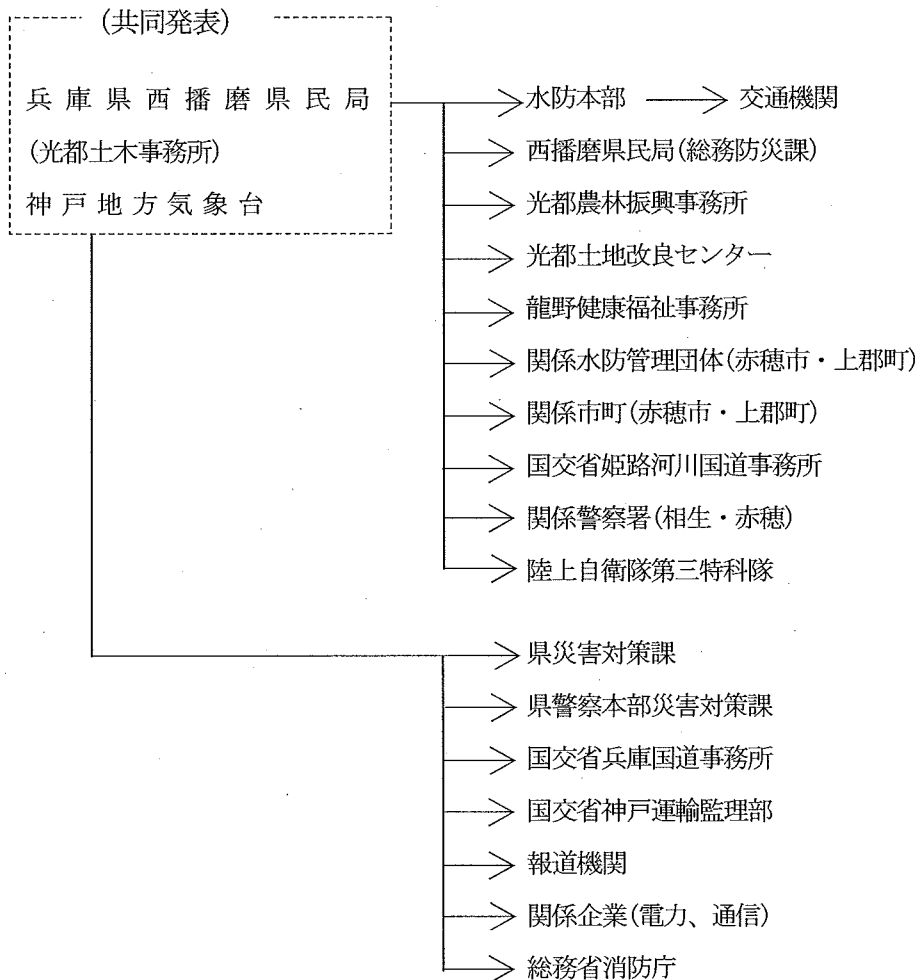 (共同発表)
兵庫県西播磨県民局
(光都土木事務所)
神戸地方気象台
水防本部 交通機関
西播磨県民局(総務防災課)
光都農林振興事務所
光都土地改良センター
龍野健康福祉事務所
関係水防管理団体(赤穂市・上郡町)
関係市町(赤穂市・上郡町)
国交省姫路河川国道事務所
関係警察署(相生・赤穂)
陸上自衛隊第三特科隊
県災害対策課
県警察本部災害対策課
国交省兵庫国道事務所
国交省神戸運輸監理部
報道機関
関係企業(電力、通信)
総務省消防庁